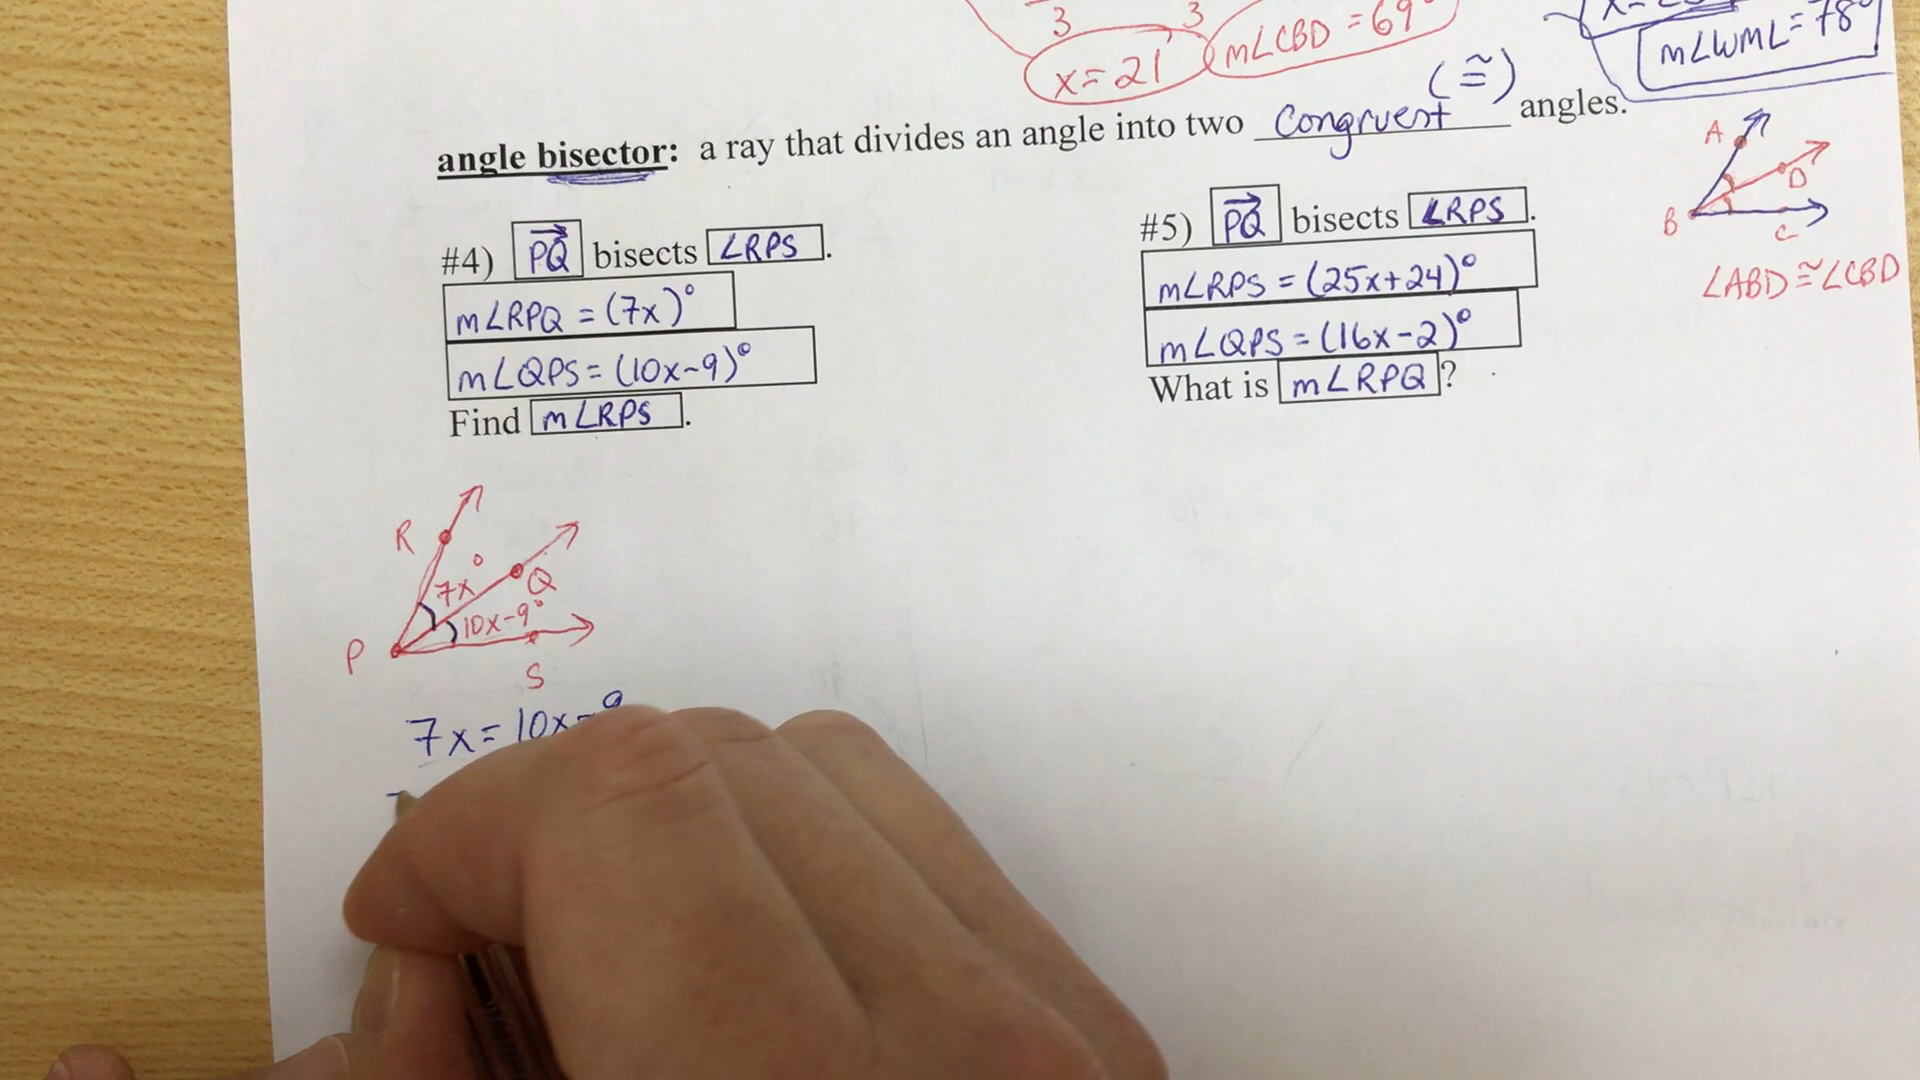 3 3
x = 21 m∠CBD = 69°
m∠WML = 78°
(≅)
angle bisector: a ray that divides an angle into two congruent angles.
#4) PQ bisects ∠RPS.
m∠RPQ = (7x)°
m∠QPS = (10x-9)°
Find m∠RPS.
R
7x°
Q
10x-9°
P
S
7x = 10x-9
#5) PQ bisects ∠RPS.
m∠RPS = (25x+24)°
m∠QPS = (16x-2)°
What is m∠RPQ?
A
D
B
C
∠ABD ≅ ∠CBD